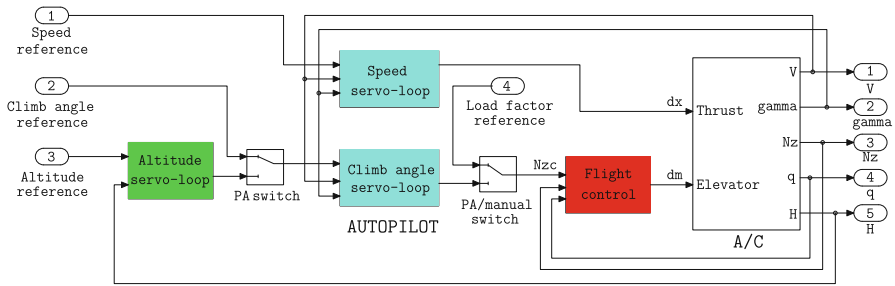 1
Speed
reference
2
Climb angle
reference
3
Altitude
reference
Altitude
servo-loop
PA switch
Speed
servo-loop
Climb angle
servo-loop
AUTOPILOT
4
Load factor
reference
PA/manual
switch
Nzc
Flight
control
dx
dm
Thrust
Elevator
V
gamma
Nz
q
H
A/C
1
V
2
gamma
3
Nz
4
q
5
H